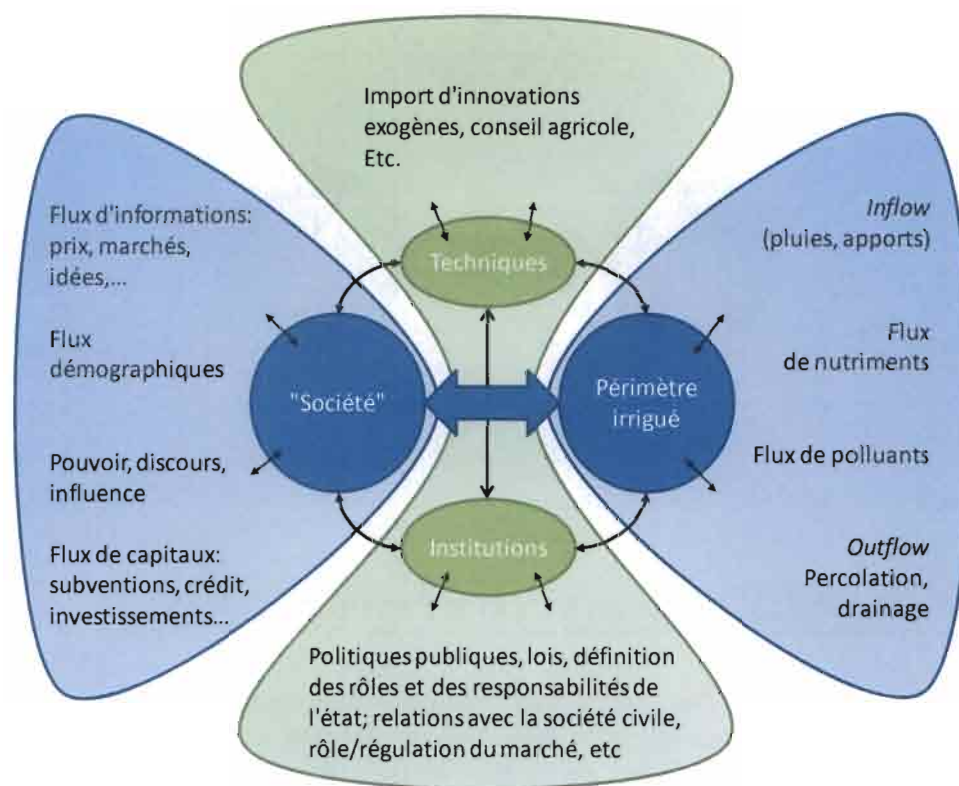 Import d'innovations
exogènes, conseil agricole,
Etc.
Techniques
Flux d'informations:
prix, marchés,
idées,...
Flux
démographiques
Pouvoir, discours,
influence
Flux de capitaux:
subventions, crédit,
investissements...
"Société"
Périmètre
irrigué
Inflow
(pluies, apports)
Flux
de nutriments
Flux de polluants
Outflow
Percolation,
drainage
Institutions
Politiques publiques, lois, définition
des rôles et des responsabilités de
l'état; relations avec la société civile,
rôle/régulation du marché, etc